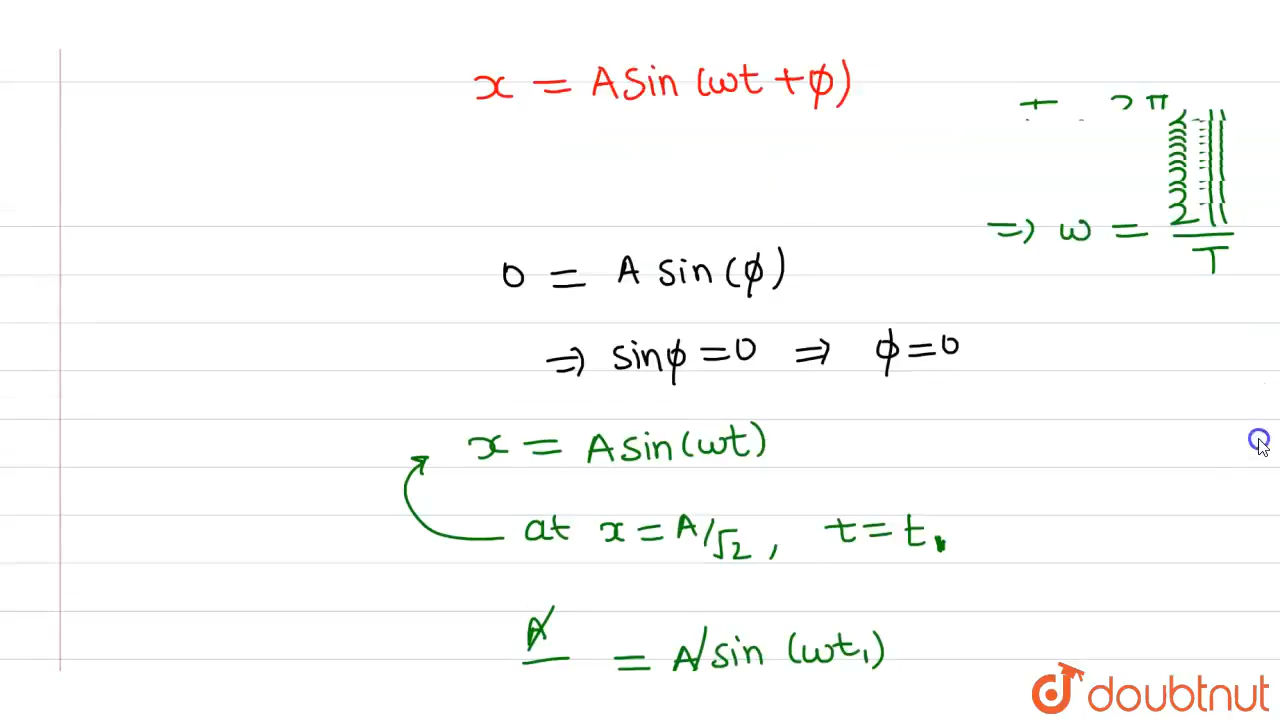 x = A sin (ωt + ϕ)
⇒ ω = 2π/T
0 = A sin (ϕ)
⇒ sinϕ = 0 ⇒ ϕ = 0
x = A sin (ωt)
at x = A/√2, t = t₁
A = A sin (ωt₁)
doubtnut